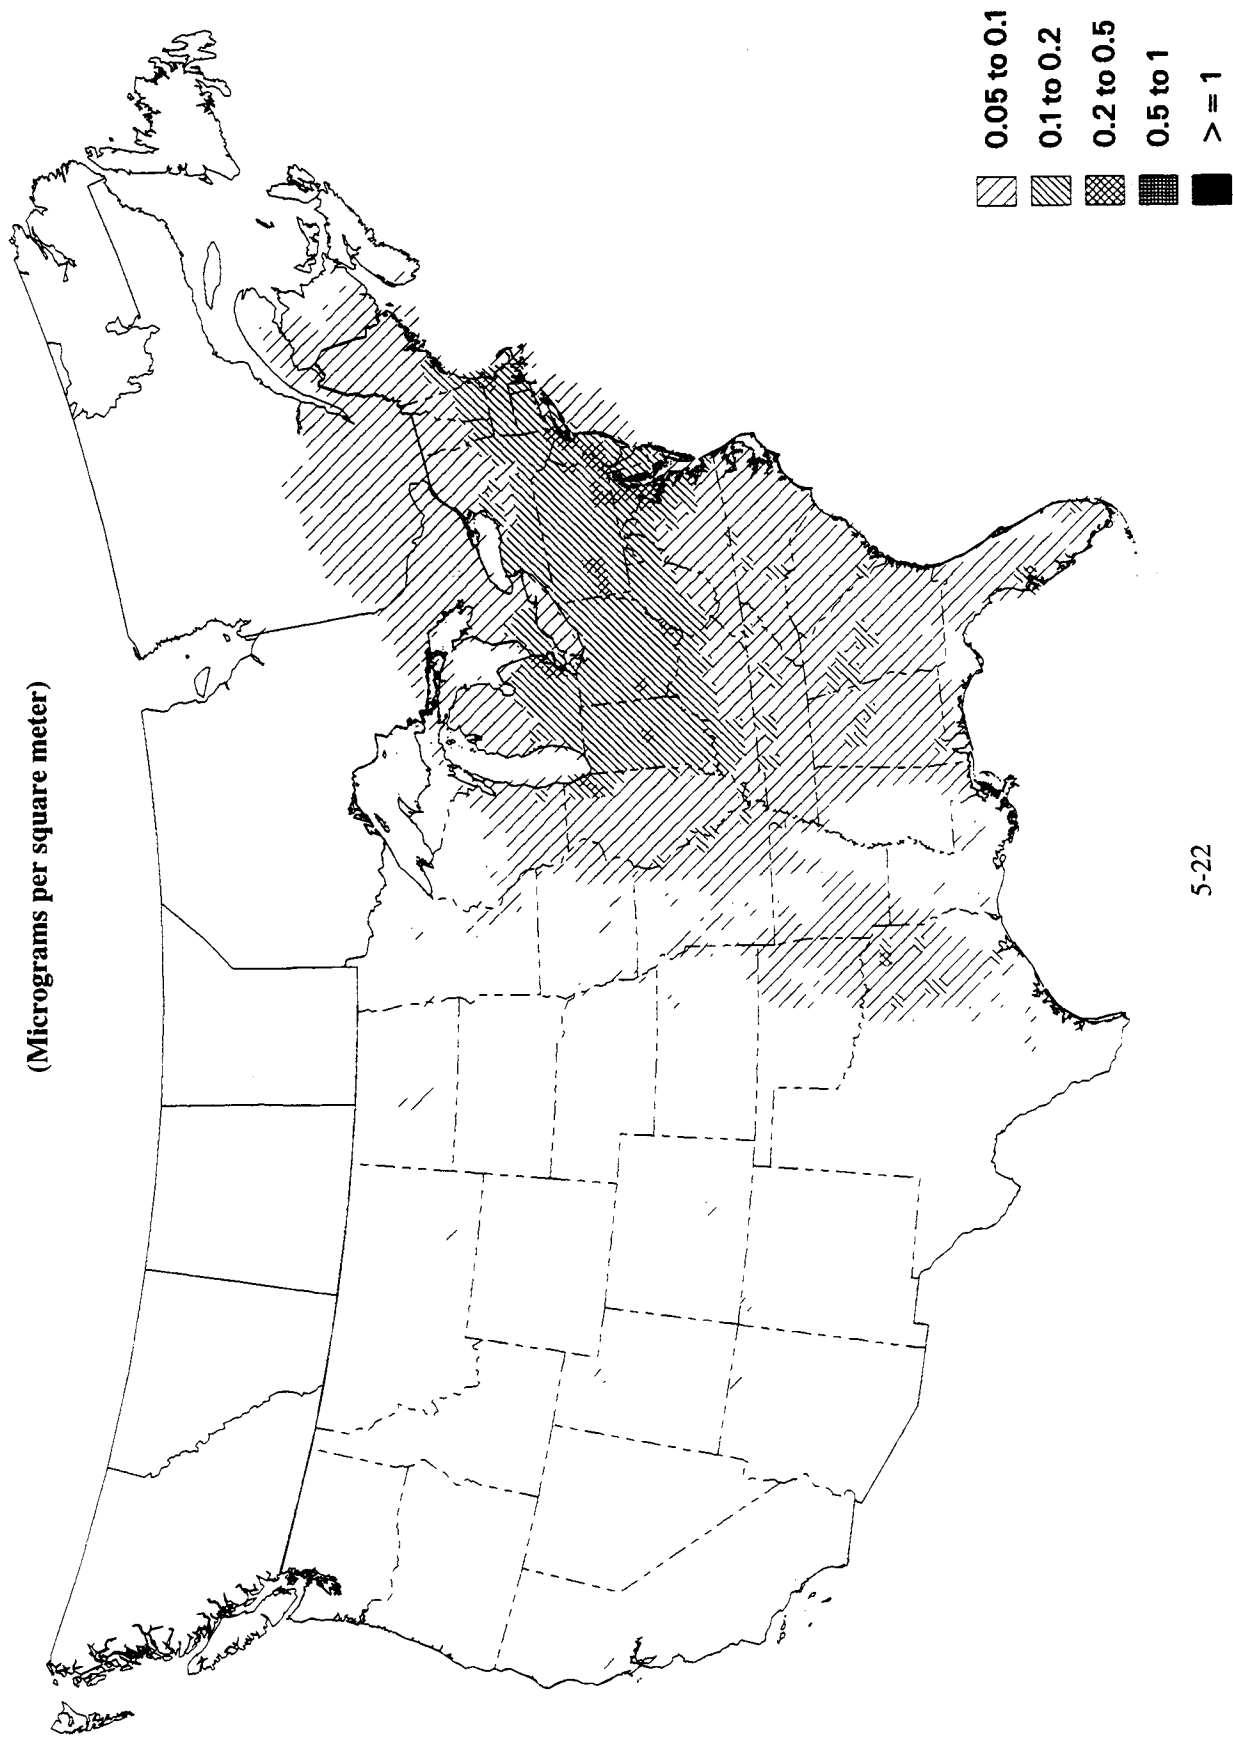 (Micrograms per square meter)
0.05 to 0.1
0.1 to 0.2
0.2 to 0.5
0.5 to 1
> = 1
5-22